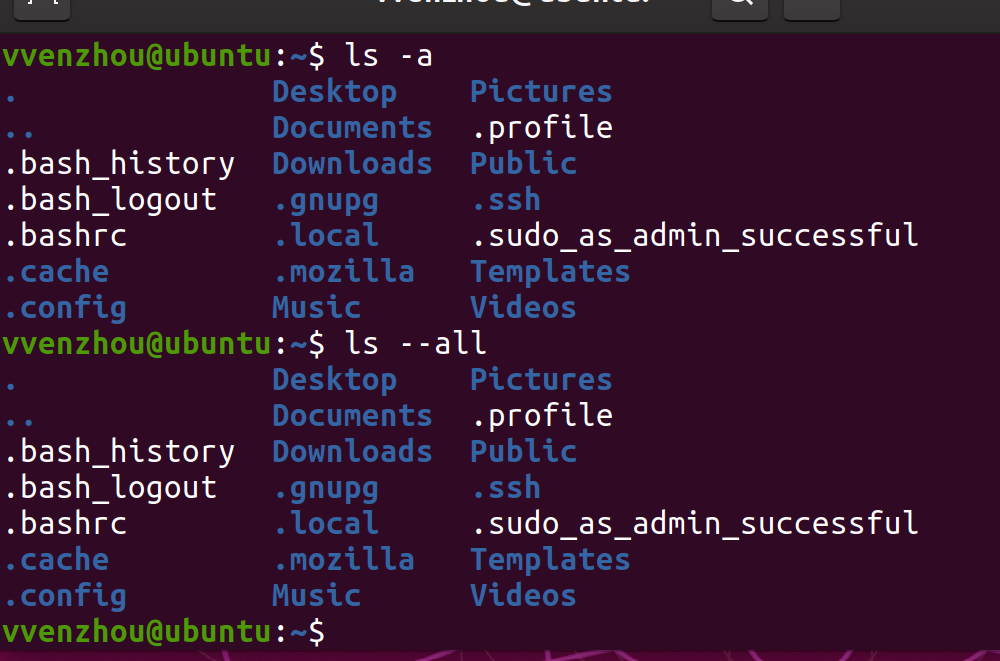 vvenzhou@ubuntu:~$ ls -a
. Desktop Pictures
.. Documents .profile
.bash_history Downloads Public
.bash_logout .gnupg .ssh
.bashrc .local .sudo_as_admin_successful
.cache .mozilla Templates
.config Music Videos
vvenzhou@ubuntu:~$ ls --all
. Desktop Pictures
.. Documents .profile
.bash_history Downloads Public
.bash_logout .gnupg .ssh
.bashrc .local .sudo_as_admin_successful
.cache .mozilla Templates
.config Music Videos
vvenzhou@ubuntu:~$